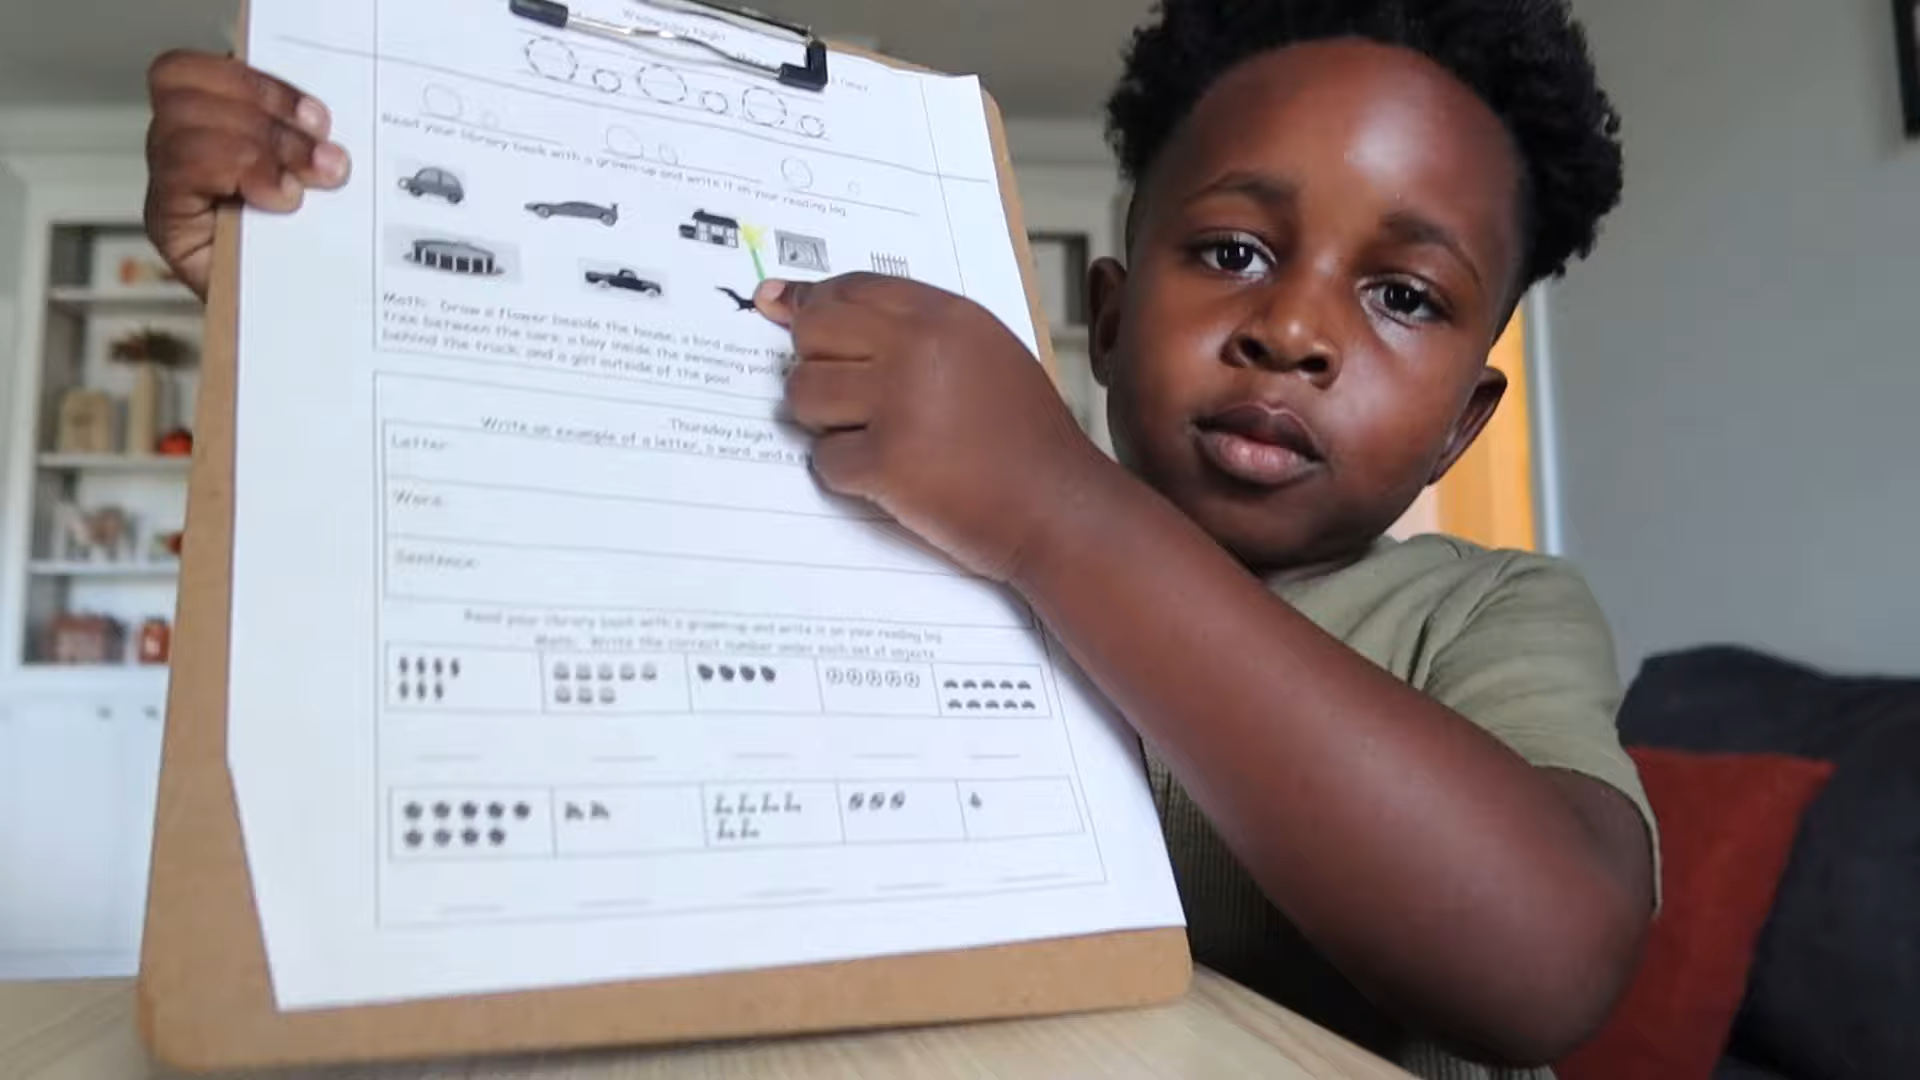 Wednesday Night
times
O o O o O o
Read your library book with a grown-up and write it on your reading log
Math: Draw a flower beside the house, a bird above the
tree between the cars, a boy inside the swimming pool,
behind the truck, and a girl outside of the pool
Thursday Night
Write an example of a letter, a word, and a
Letter:
Word:
Sentence:
Read your library book with a grown-up and write it on your reading log
Math: Write the correct number under each set of objects